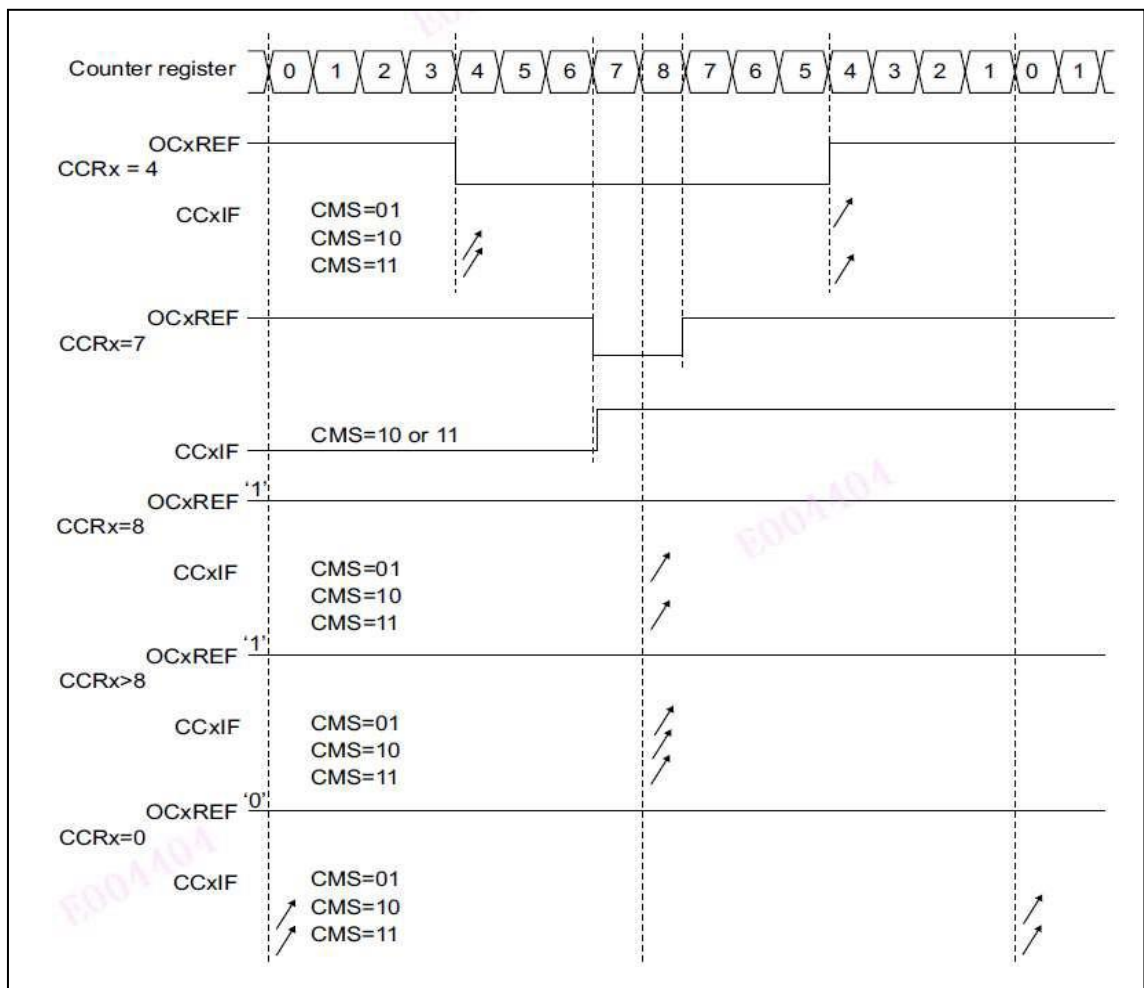 E004404
Counter register 0 1 2 3 4 5 6 7 8 7 6 5 4 3 2 1 0 1
OCxREF
CCRx = 4
CCxIF CMS=01
CMS=10
CMS=11
OCxREF
CCRx=7
CMS=10 or 11
CCxIF
OCxREF '1'
CCRx=8
E004404
CCxIF CMS=01
CMS=10
CMS=11
OCxREF '1'
CCRx>8
CCxIF CMS=01
CMS=10
CMS=11
OCxREF '0'
CCRx=0
E004404
CCxIF CMS=01
CMS=10
CMS=11